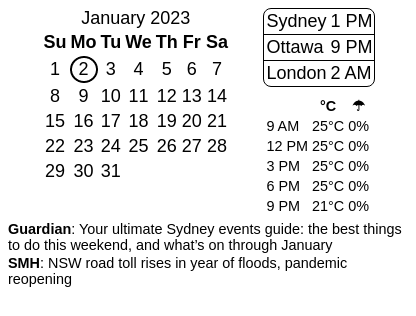 January 2023
Su Mo Tu We Th Fr Sa
1 2 3 4 5 6 7
8 9 10 11 12 13 14
15 16 17 18 19 20 21
22 23 24 25 26 27 28
29 30 31
Sydney 1 PM
Ottawa 9 PM
London 2 AM
°C ☂
9 AM 25°C 0%
12 PM 25°C 0%
3 PM 25°C 0%
6 PM 25°C 0%
9 PM 21°C 0%
Guardian: Your ultimate Sydney events guide: the best things
to do this weekend, and what’s on through January
SMH: NSW road toll rises in year of floods, pandemic
reopening